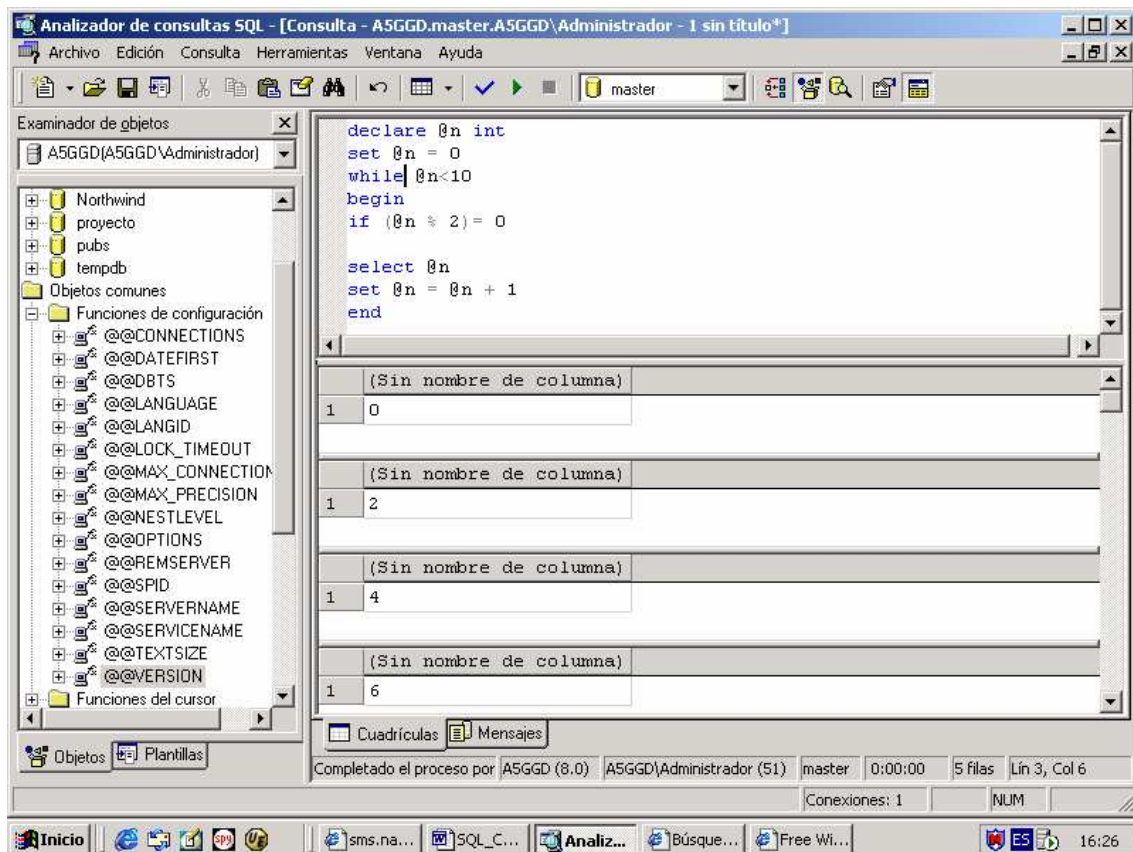 Analizador de consultas SQL - [Consulta - A5GGD.master.A5GGD\Administrador - 1 sin título*]
Archivo Edición Consulta Herramientas Ventana Ayuda
master
Examinador de objetos
A5GGD(A5GGD\Administrador)
Northwind
proyecto
pubs
tempdb
Objetos comunes
Funciones de configuración
@@CONNECTIONS
@@DATEFIRST
@@DBTS
@@LANGUAGE
@@LANGID
@@LOCK_TIMEOUT
@@MAX_CONNECTION
@@MAX_PRECISION
@@NESTLEVEL
@@OPTIONS
@@REMSERVER
@@SPID
@@SERVERNAME
@@SERVICENAME
@@TEXTSIZE
@@VERSION
Funciones del cursor
Objetos Plantillas
declare @n int
set @n = 0
while @n<10
begin
if (@n % 2)= 0
select @n
set @n = @n + 1
end
(Sin nombre de columna)
1 0
(Sin nombre de columna)
1 2
(Sin nombre de columna)
1 4
(Sin nombre de columna)
1 6
Cuadrículas Mensajes
Completado el proceso por A5GGD (8.0) A5GGD\Administrador (51) master 0:00:00 5 filas Lín 3, Col 6
Conexiones: 1 NUM
Inicio SPY UE sms.na... SQL_C... Analiz... Búsque... Free Wi... ES 16:26